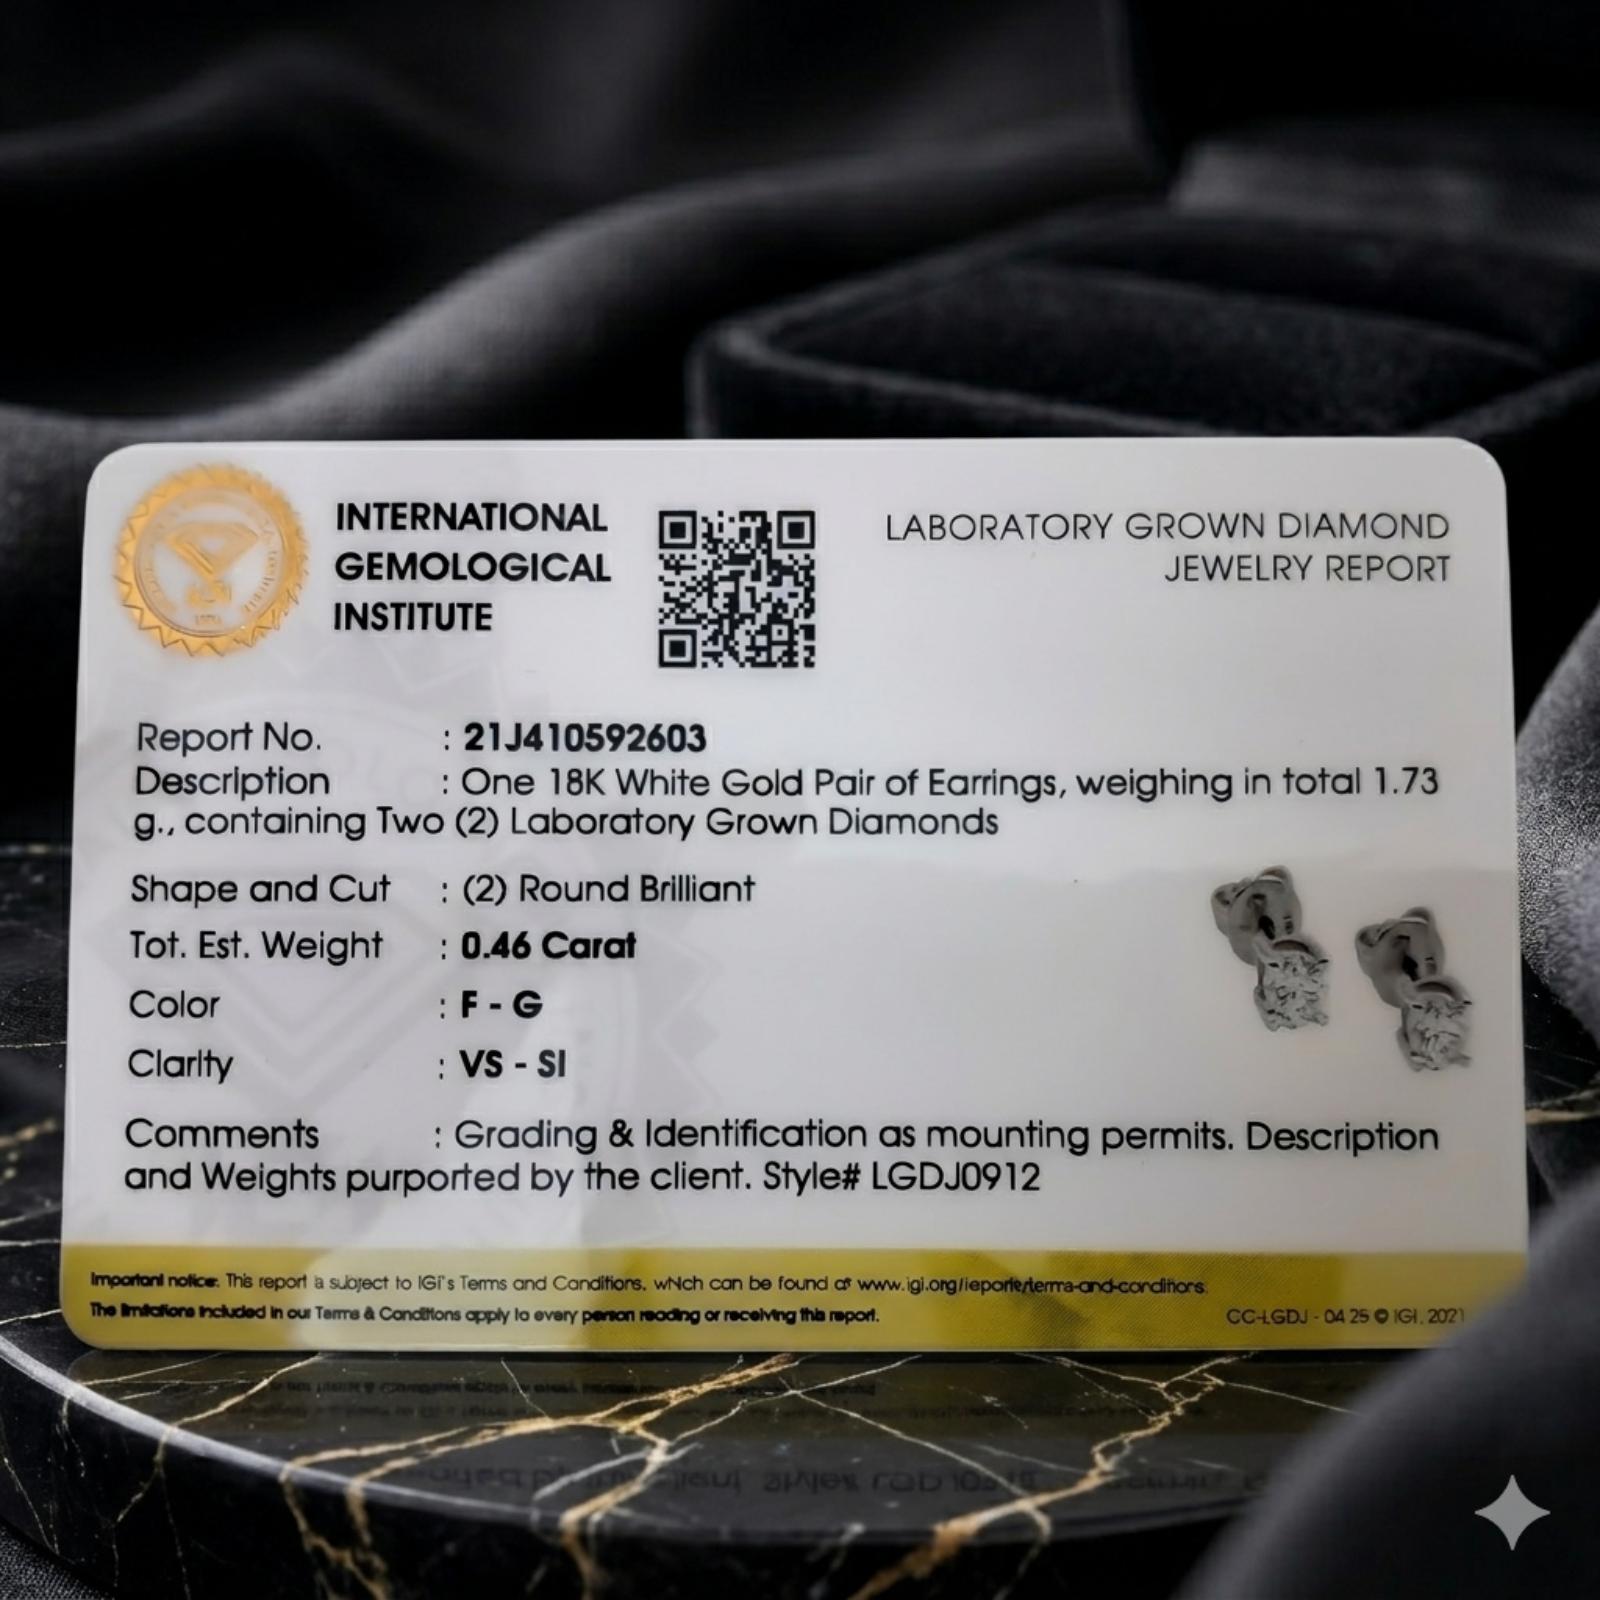 INTERNATIONAL
GEMOLOGICAL
INSTITUTE
LABORATORY GROWN DIAMOND
JEWELRY REPORT
Report No. : 21J410592603
Description : One 18K White Gold Pair of Earrings, weighing in total 1.73
g., containing Two (2) Laboratory Grown Diamonds
Shape and Cut : (2) Round Brilliant
Tot. Est. Weight : 0.46 Carat
Color : F - G
Clarity : VS - SI
Comments : Grading & Identification as mounting permits. Description
and Weights purported by the client. Style# LGDJ0912
Important notice: This report a subject to IGI's Terms and Conditions, which can be found at www.igi.org/
The limitations included in our Terms & Conditions apply to every person reading or receiving this report.
CC-LGDJ - 04 25 © IGI, 2021